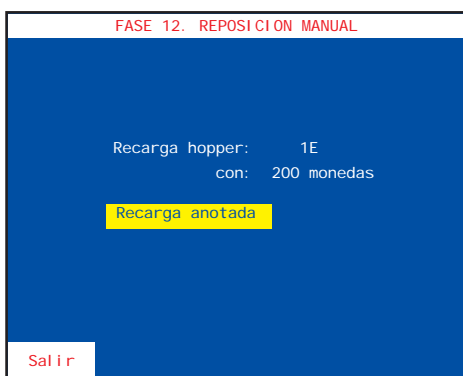 FASE 12. REPOSICION MANUAL
Recarga hopper: 1E
con: 200 monedas
Recarga anotada
Salir